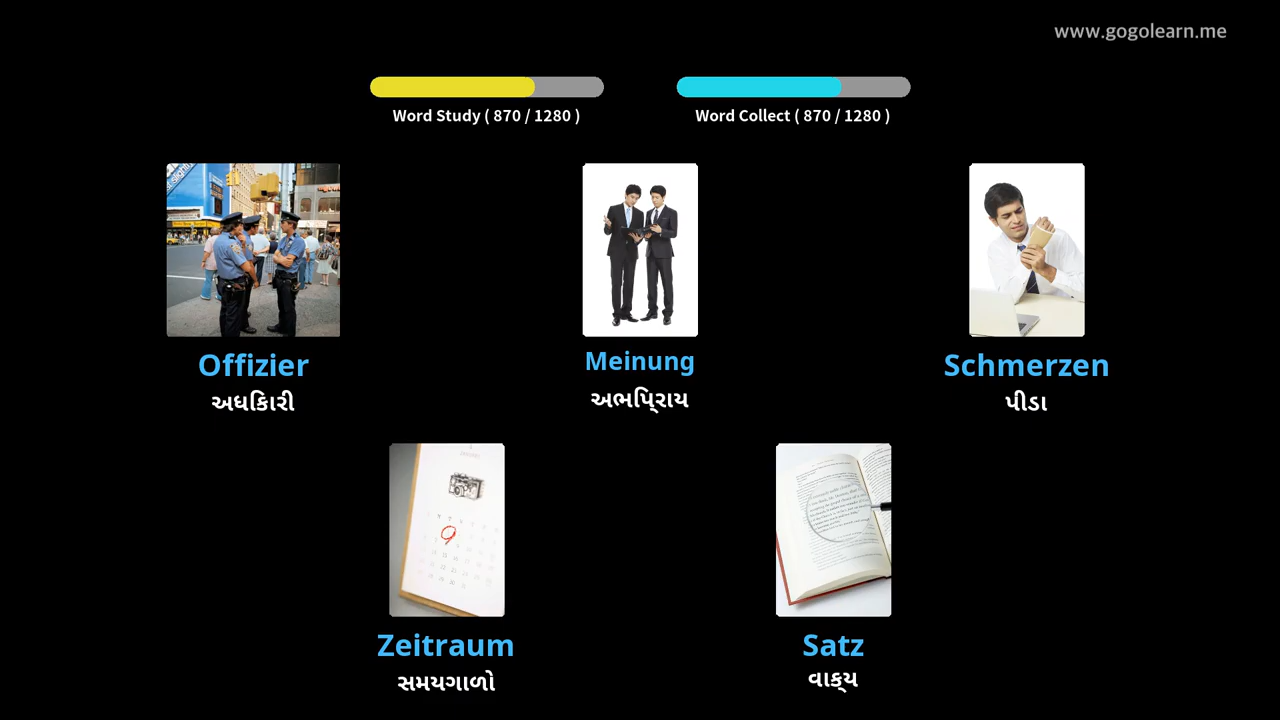 www.gogolearn.me
Word Study ( 870 / 1280 )
Word Collect ( 870 / 1280 )
Offizier
અધિકારી
Meinung
અભિપ્રાય
Schmerzen
પીડા
Zeitraum
સમયગાળો
Satz
વાક્ય